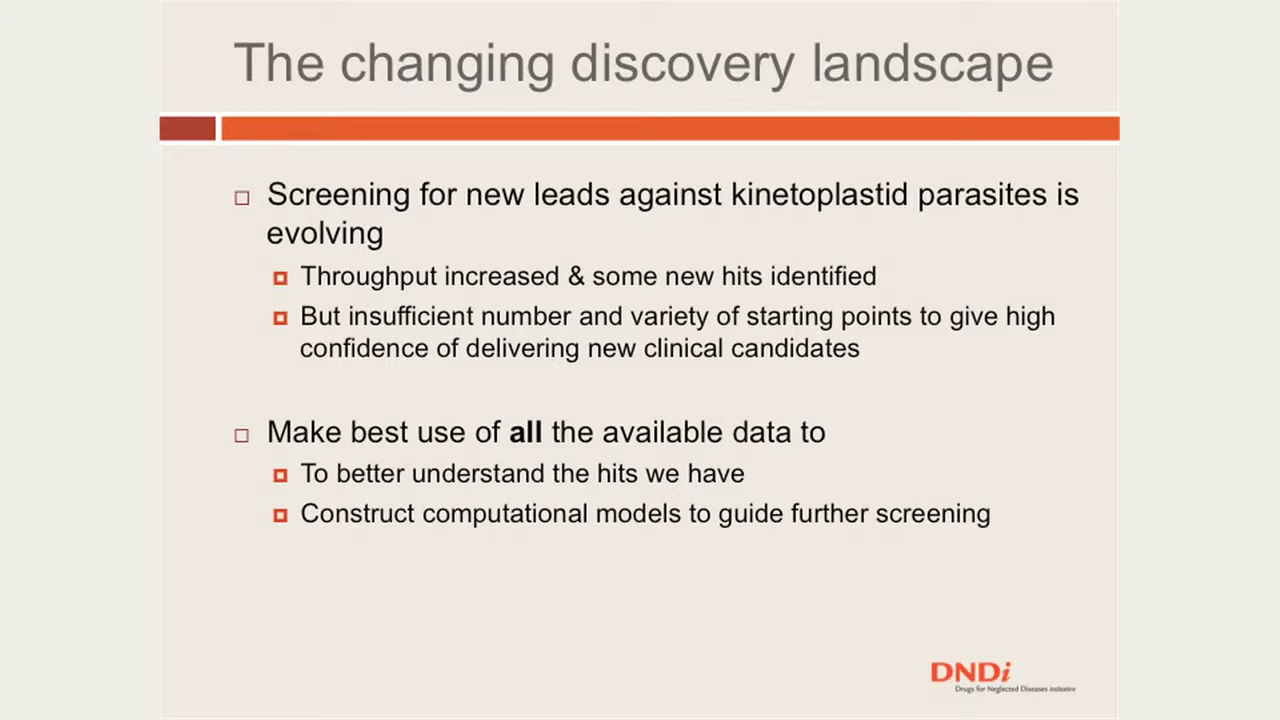 The changing discovery landscape
Screening for new leads against kinetoplastid parasites is
evolving
Throughput increased & some new hits identified
But insufficient number and variety of starting points to give high
confidence of delivering new clinical candidates
Make best use of all the available data to
To better understand the hits we have
Construct computational models to guide further screening
DNDi
Drugs for Neglected Diseases initiative